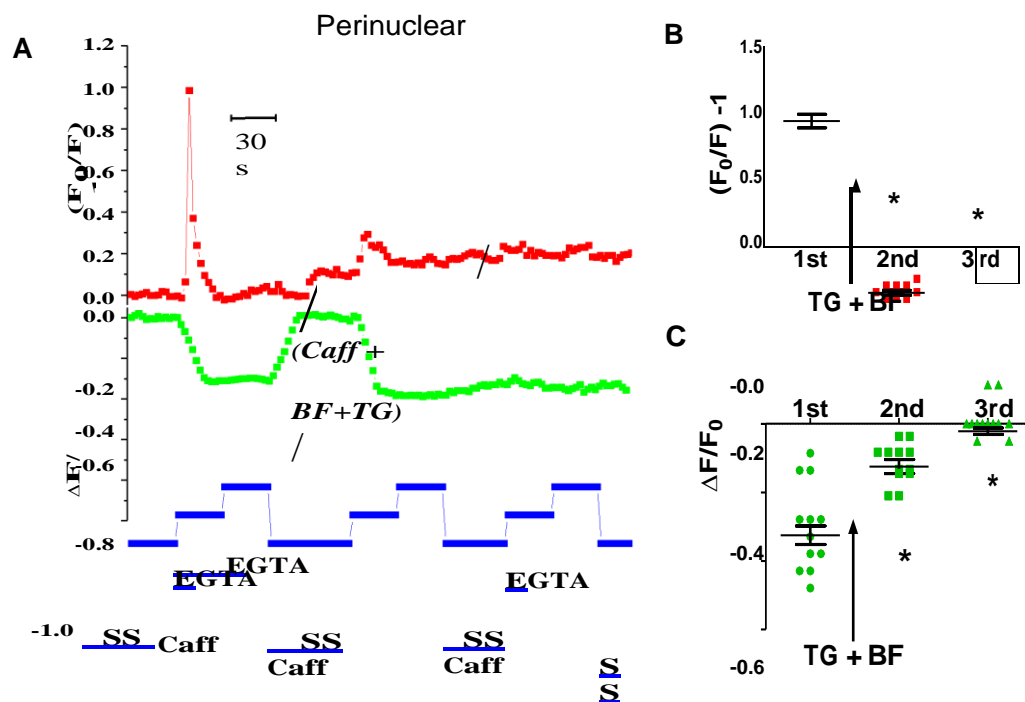 Perinuclear
A
1.2
1.0
0.8
0.6
0.4
0.2
0.0
(F0/F)
-
30
s
0.0
-0.2
-0.4
-0.6
-0.8
-1.0
ΔF/
(Caff +
BF+TG)
EGTA
EGTA
EGTA
SS
Caff
SS
Caff
SS
Caff
S
S
B
1.5
1.0
0.5
0.0
(F0/F) -1
*
*
1st
2nd
3rd
TG + BF
C
-0.0
-0.2
-0.4
-0.6
ΔF/F0
1st
2nd
3rd
*
*
TG + BF